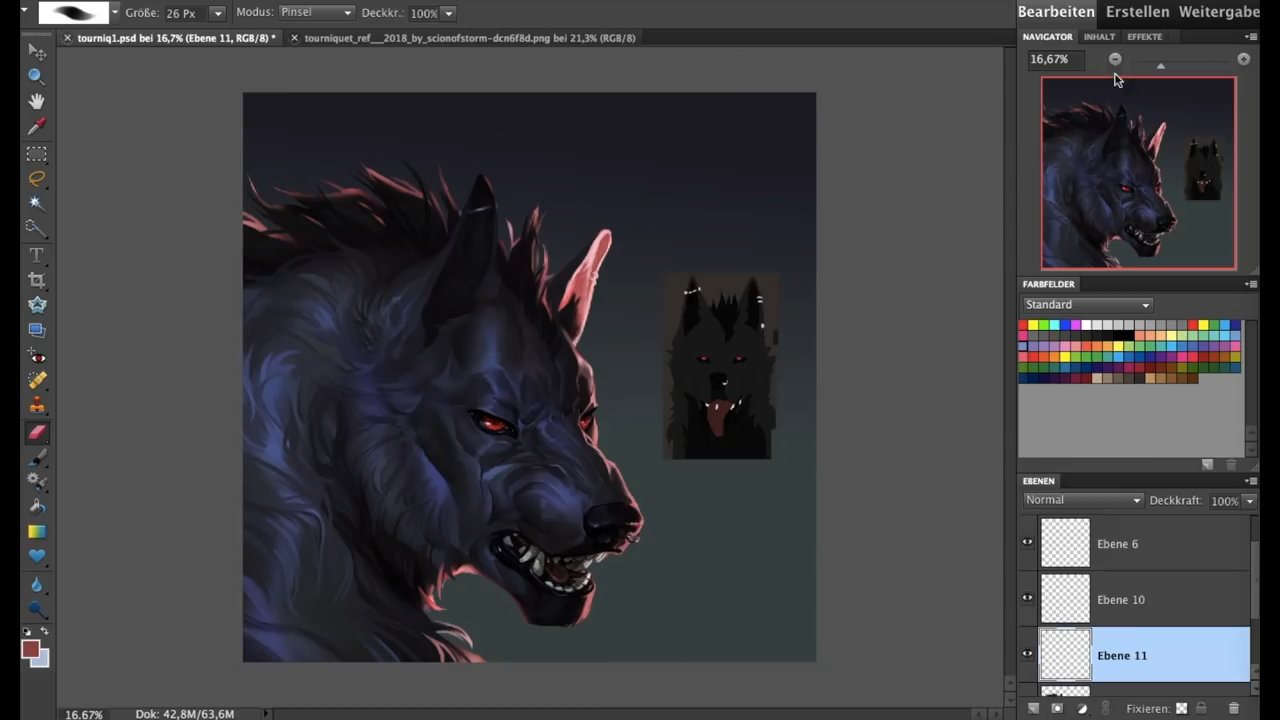 Größe: 26 Px Modus: Pinsel Deckkr.: 100%
Bearbeiten Erstellen Weitergabe
tourniq1.psd bei 16,7% (Ebene 11, RGB/8) * tourniquet_ref__2018_by_scionofstorm-dcn6f8d.png bei 21,3% (RGB/8)
NAVIGATOR INHALT EFFEKTE
16,67%
FARBFELDER
Standard
EBENEN
Normal Deckkraft: 100%
Ebene 6
Ebene 10
Ebene 11
Fixieren:
16.67% Dok: 42,8M/63,6M